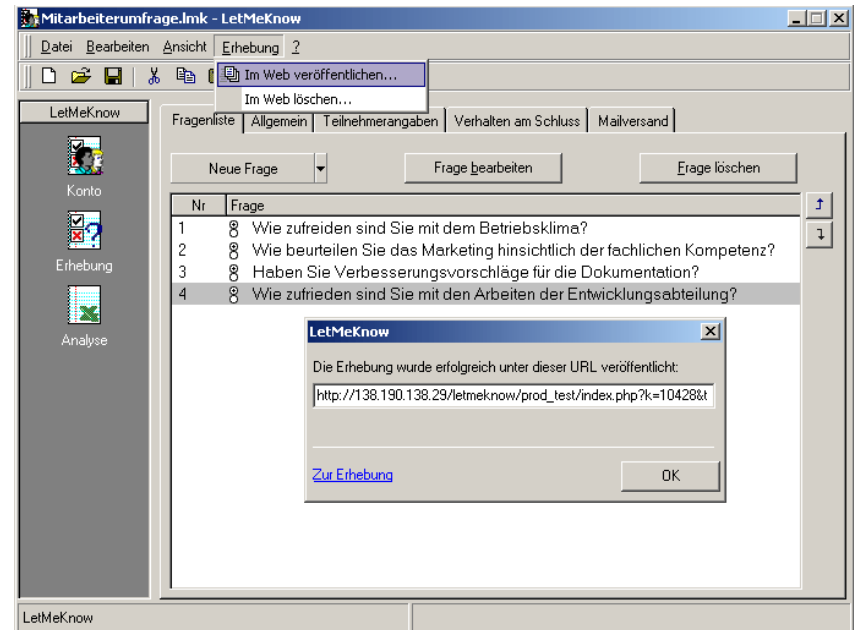 Mitarbeiterumfrage.lmk - LetMeKnow
Datei Bearbeiten Ansicht Erhebung ?
Im Web veröffentlichen...
Im Web löschen...
LetMeKnow
Konto
Erhebung
Analyse
Fragenliste Allgemein Teilnehmerangaben Verhalten am Schluss Mailversand
Neue Frage Frage bearbeiten Frage löschen
Nr Frage
1 Wie zufreiden sind Sie mit dem Betriebsklima?
2 Wie beurteilen Sie das Marketing hinsichtlich der fachlichen Kompetenz?
3 Haben Sie Verbesserungsvorschläge für die Dokumentation?
4 Wie zufrieden sind Sie mit den Arbeiten der Entwicklungsabteilung?
LetMeKnow
Die Erhebung wurde erfolgreich unter dieser URL veröffentlicht:
http://138.190.138.29/letmeknow/prod_test/index.php?k=10428&t
Zur Erhebung OK
LetMeKnow